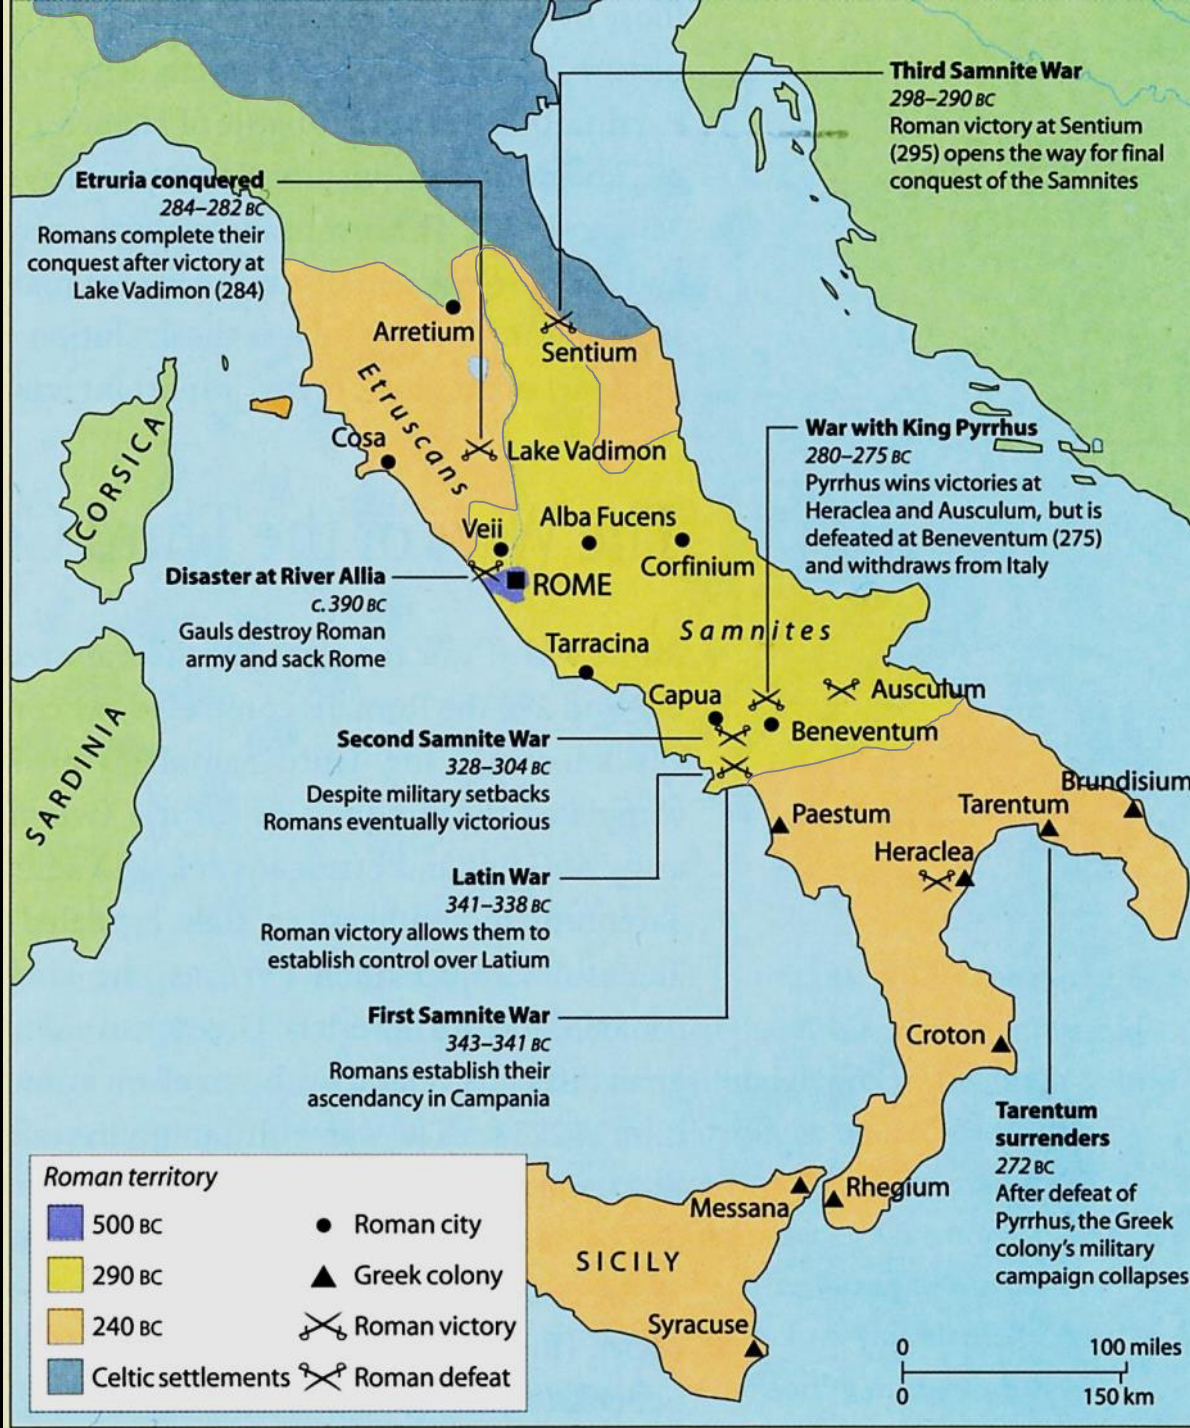 Third Samnite War
298–290 BC
Roman victory at Sentium
(295) opens the way for final
conquest of the Samnites
Etruria conquered
284–282 BC
Romans complete their
conquest after victory at
Lake Vadimon (284)
Arretium
Sentium
Etruscans
Cosa
Lake Vadimon
CORSICA
War with King Pyrrhus
280–275 BC
Pyrrhus wins victories at
Heraclea and Ausculum, but is
defeated at Beneventum (275)
and withdraws from Italy
Veii
Alba Fucens
Corfinium
Disaster at River Allia
c. 390 BC
Gauls destroy Roman
army and sack Rome
ROME
Samnites
Tarracina
Capua
Ausculum
Beneventum
SARDINIA
Second Samnite War
328–304 BC
Despite military setbacks
Romans eventually victorious
Brundisium
Tarentum
Paestum
Heraclea
Latin War
341–338 BC
Roman victory allows them to
establish control over Latium
First Samnite War
343–341 BC
Romans establish their
ascendancy in Campania
Croton
Tarentum
surrenders
272 BC
After defeat of
Pyrrhus, the Greek
colony's military
campaign collapses
Messana
Rhegium
SICILY
Syracuse
Roman territory
500 BC
290 BC
240 BC
Celtic settlements
Roman city
Greek colony
Roman victory
Roman defeat
0 100 miles
0 150 km